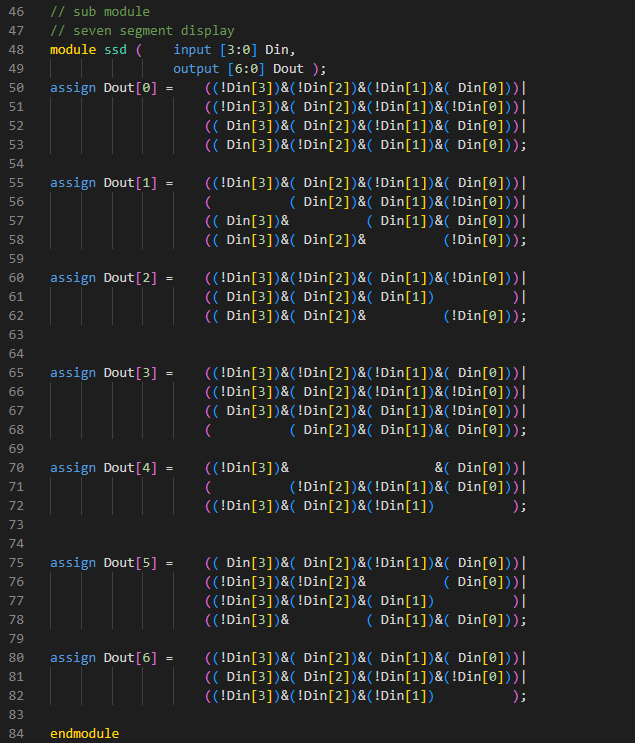 46 // sub module
47 // seven segment display
48 module ssd (    input [3:0] Din,
49                 output [6:0] Dout );
50 assign Dout[0] =    ((!Din[3])&(!Din[2])&(!Din[1])&( Din[0]))|
51                     ((!Din[3])&( Din[2])&(!Din[1])&(!Din[0]))|
52                     (( Din[3])&( Din[2])&(!Din[1])&( Din[0]))|
53                     (( Din[3])&(!Din[2])&( Din[1])&( Din[0]));
54
55 assign Dout[1] =    ((!Din[3])&( Din[2])&(!Din[1])&( Din[0]))|
56                     (          ( Din[2])&( Din[1])&(!Din[0]))|
57                     (( Din[3])&          ( Din[1])&( Din[0]))|
58                     (( Din[3])&( Din[2])&          (!Din[0]));
59
60 assign Dout[2] =    ((!Din[3])&(!Din[2])&( Din[1])&(!Din[0]))|
61                     (( Din[3])&( Din[2])&( Din[1])          )|
62                     (( Din[3])&( Din[2])&          (!Din[0]));
63
64
65 assign Dout[3] =    ((!Din[3])&(!Din[2])&(!Din[1])&( Din[0]))|
66                     ((!Din[3])&( Din[2])&(!Din[1])&(!Din[0]))|
67                     (( Din[3])&(!Din[2])&( Din[1])&(!Din[0]))|
68                     (          ( Din[2])&( Din[1])&( Din[0]));
69
70 assign Dout[4] =    ((!Din[3])&                   &( Din[0]))|
71                     (          (!Din[2])&(!Din[1])&( Din[0]))|
72                     ((!Din[3])&( Din[2])&(!Din[1])          );
73
74
75 assign Dout[5] =    (( Din[3])&( Din[2])&(!Din[1])&( Din[0]))|
76                     ((!Din[3])&(!Din[2])&          ( Din[0]))|
77                     ((!Din[3])&(!Din[2])&( Din[1])          )|
78                     ((!Din[3])&          ( Din[1])&( Din[0]));
79
80 assign Dout[6] =    ((!Din[3])&( Din[2])&( Din[1])&( Din[0]))|
81                     (( Din[3])&( Din[2])&(!Din[1])&(!Din[0]))|
82                     ((!Din[3])&(!Din[2])&(!Din[1])          );
83
84 endmodule